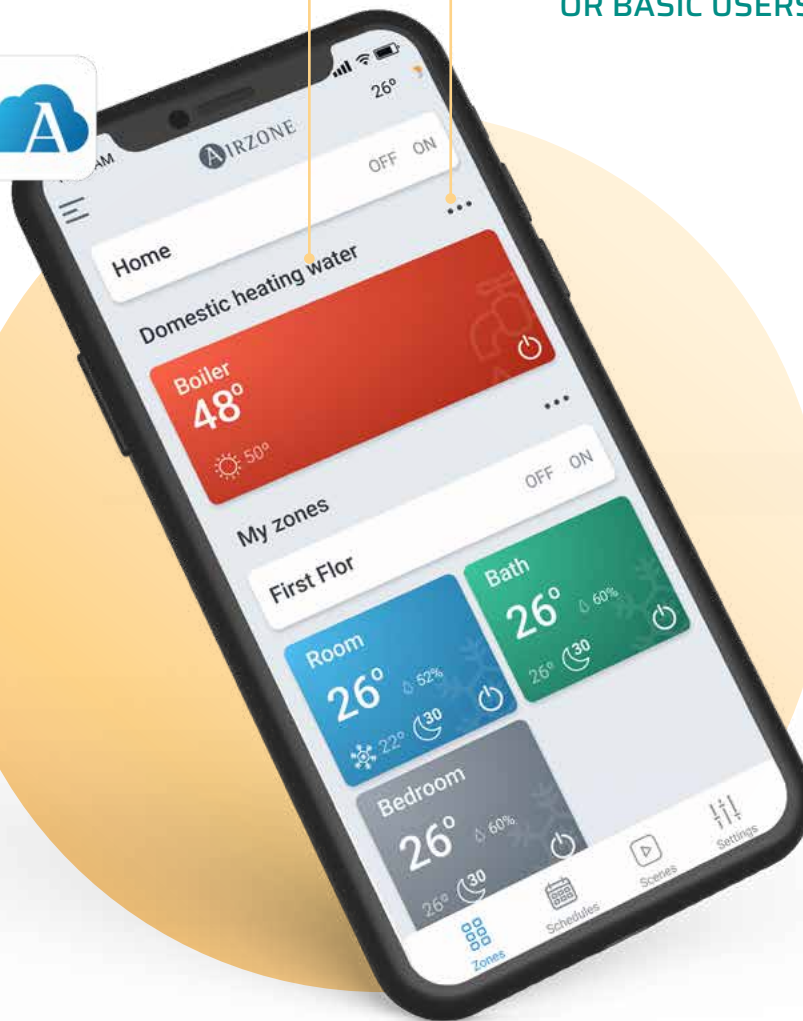 OR BASIC USERS
A
AM
26°
AIRZONE
Home OFF ON
Domestic heating water
Boiler
48°
50°
My zones
First Flor OFF ON
Room
26° 52%
22° 30
Bath
26° 60%
26° 30
Bedroom
26° 60%
26° 30
Zones Schedules Scenes Settings